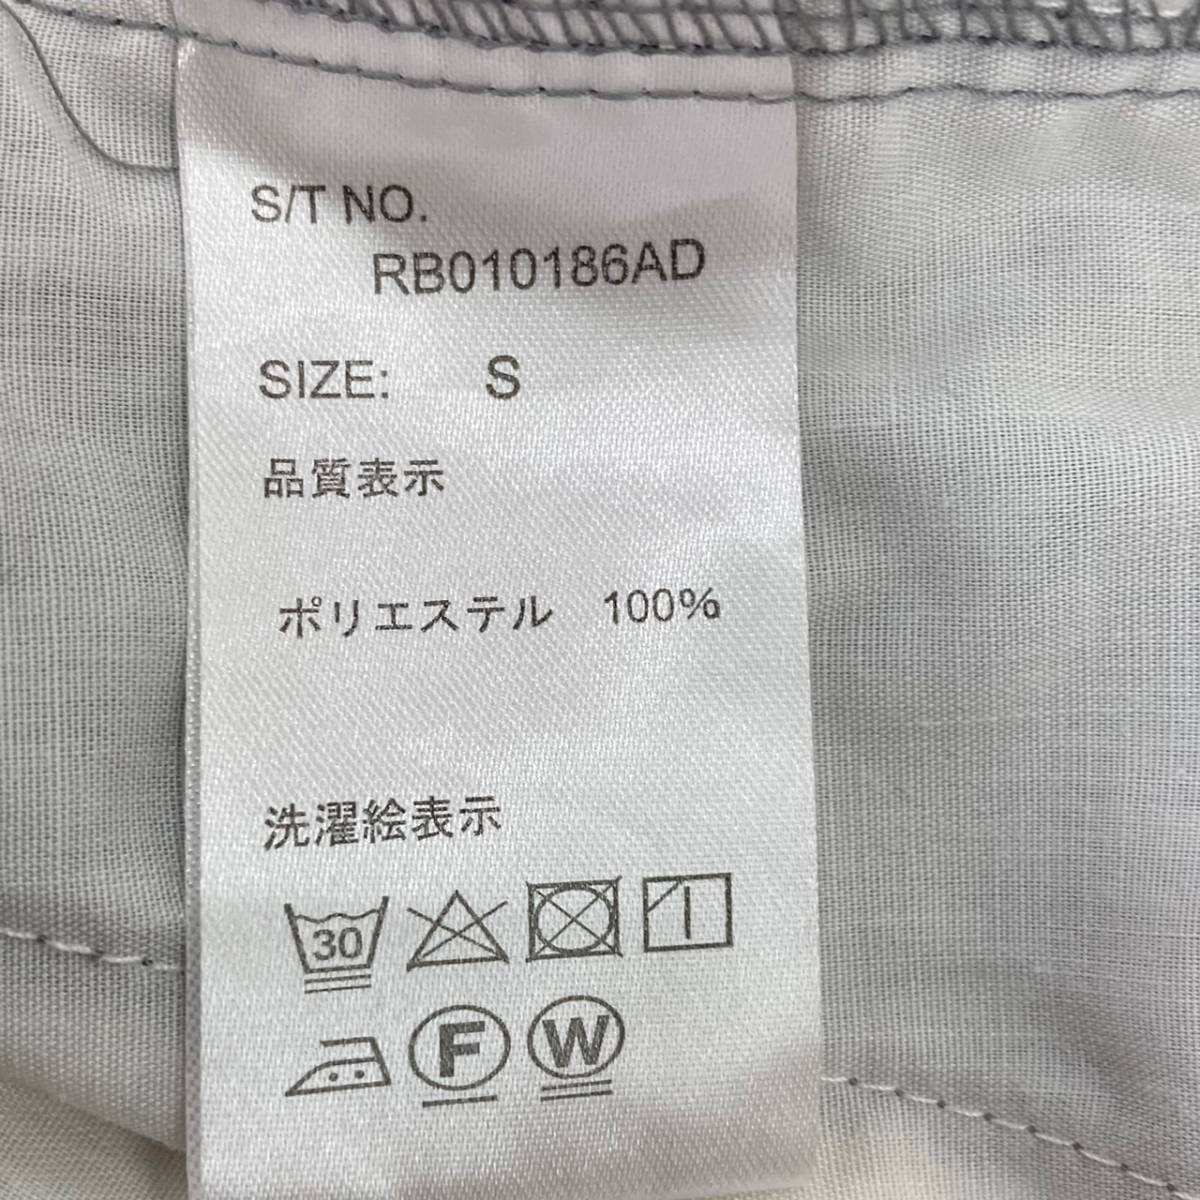 S/T NO.
RB010186AD
SIZE: S
品質表示
ポリエステル 100%
洗濯絵表示
30
F W